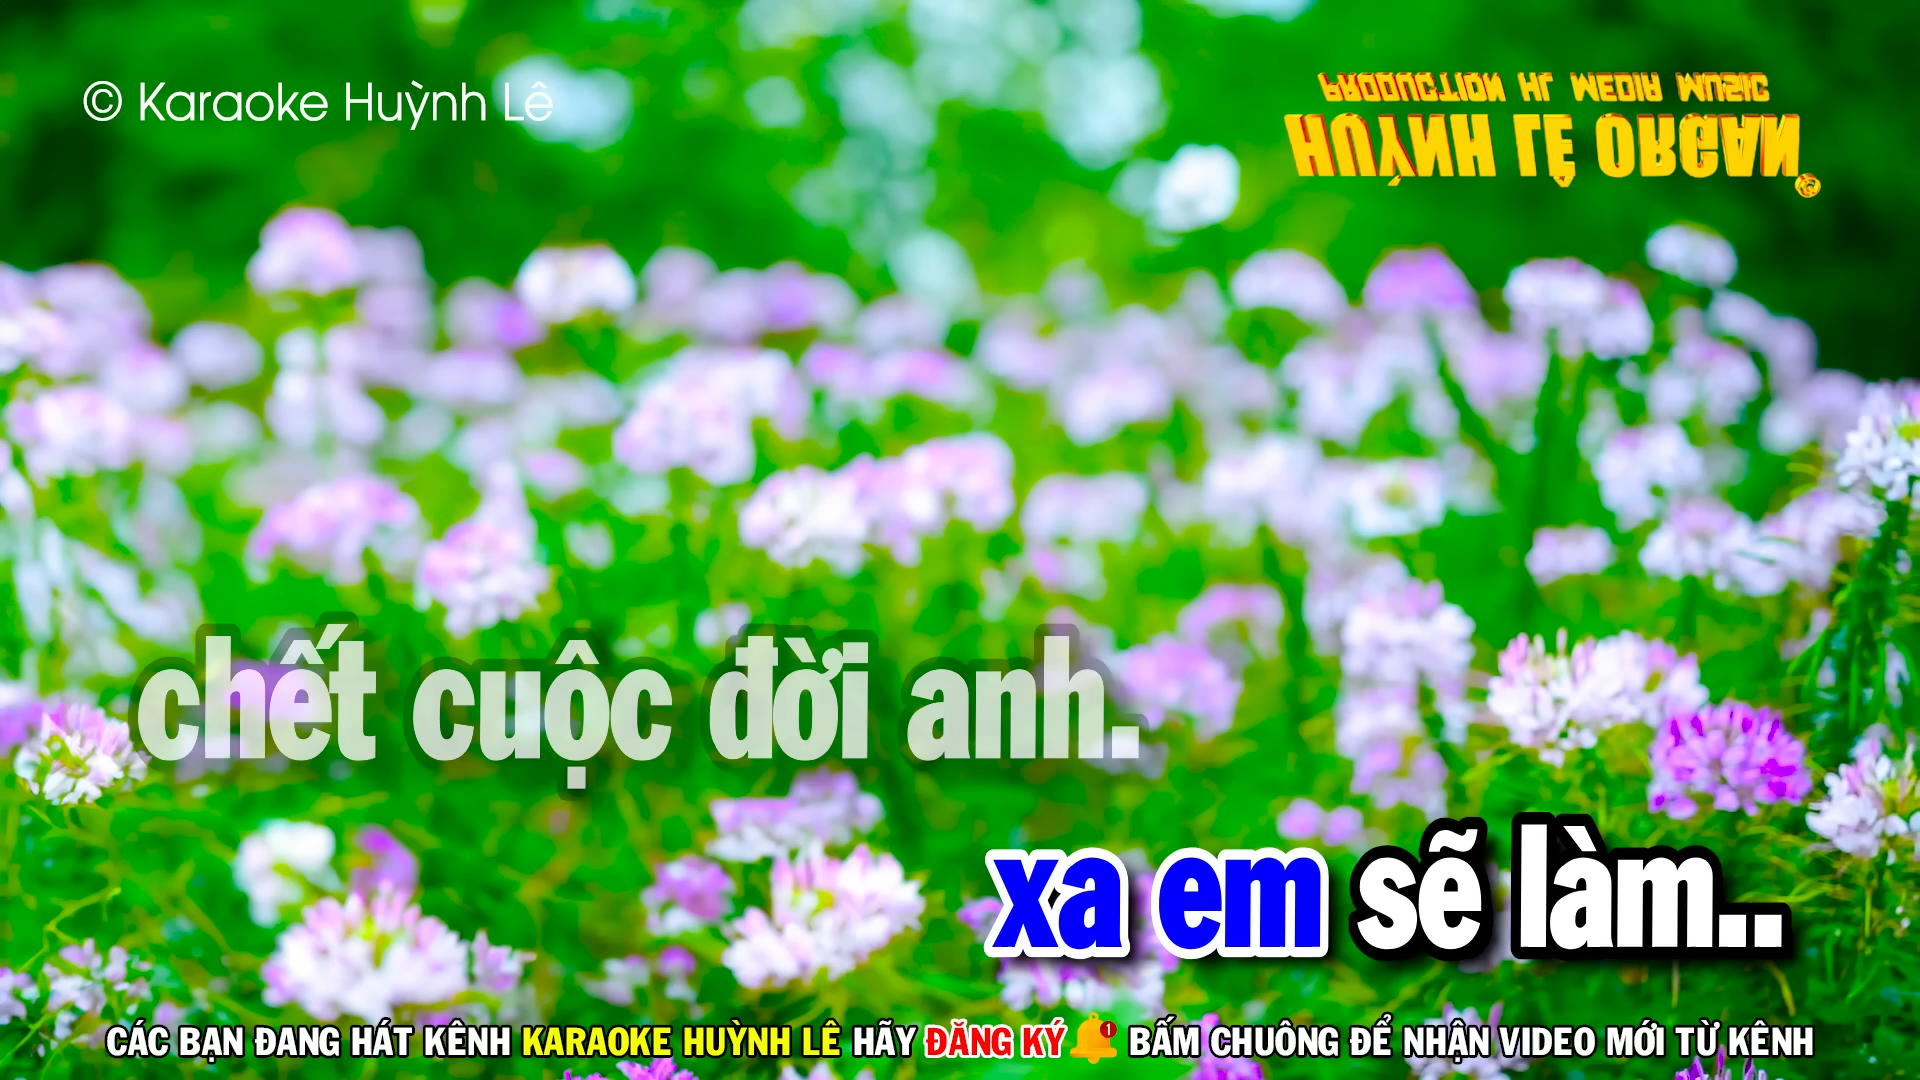 © Karaoke Huỳnh Lê
PRODUCTION HL MEDIA MUSIC
HUỲNH LÊ ORGAN
chết cuộc đời anh.
xa em sẽ làm..
CÁC BẠN ĐANG HÁT KÊNH KARAOKE HUỲNH LÊ HÃY ĐĂNG KÝ 1 BẤM CHUÔNG ĐỂ NHẬN VIDEO MỚI TỪ KÊNH